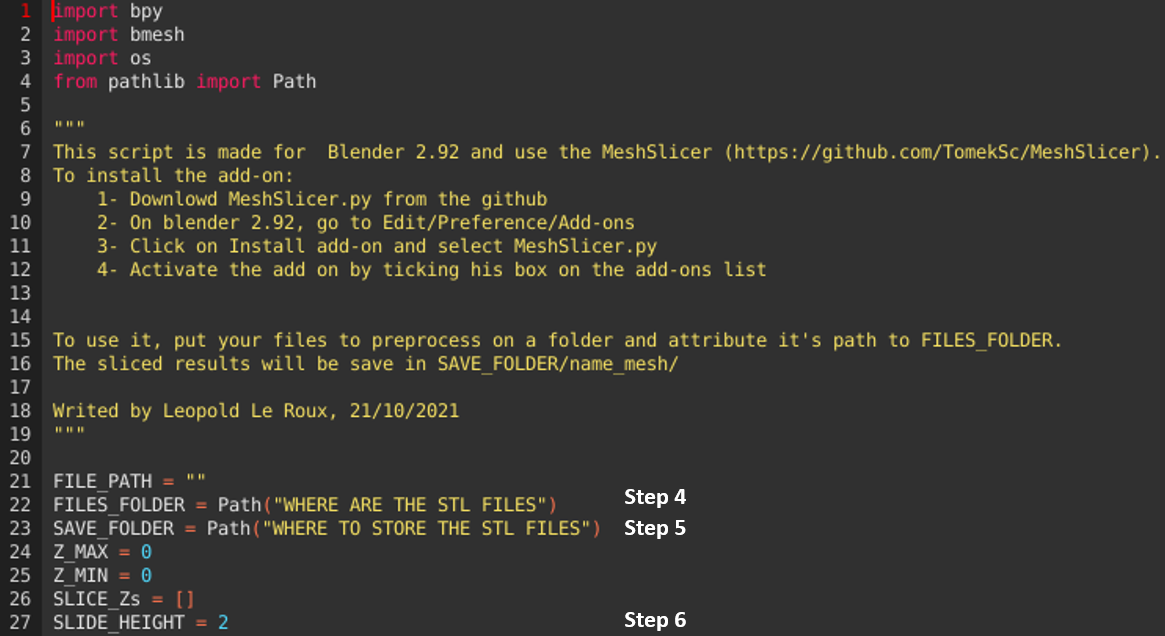 1 import bpy
2 import bmesh
3 import os
4 from pathlib import Path
5
6 """
7 This script is made for  Blender 2.92 and use the MeshSlicer (https://github.com/TomekSc/MeshSlicer).
8 To install the add-on:
9     1- Downlowd MeshSlicer.py from the github
10     2- On blender 2.92, go to Edit/Preference/Add-ons
11     3- Click on Install add-on and select MeshSlicer.py
12     4- Activate the add on by ticking his box on the add-ons list
13
14
15 To use it, put your files to preprocess on a folder and attribute it's path to FILES_FOLDER.
16 The sliced results will be save in SAVE_FOLDER/name_mesh/
17
18 Writed by Leopold Le Roux, 21/10/2021
19 """
20
21 FILE_PATH = ""
22 FILES_FOLDER = Path("WHERE ARE THE STL FILES") Step 4
23 SAVE_FOLDER = Path("WHERE TO STORE THE STL FILES") Step 5
24 Z_MAX = 0
25 Z_MIN = 0
26 SLICE_Zs = []
27 SLIDE_HEIGHT = 2 Step 6